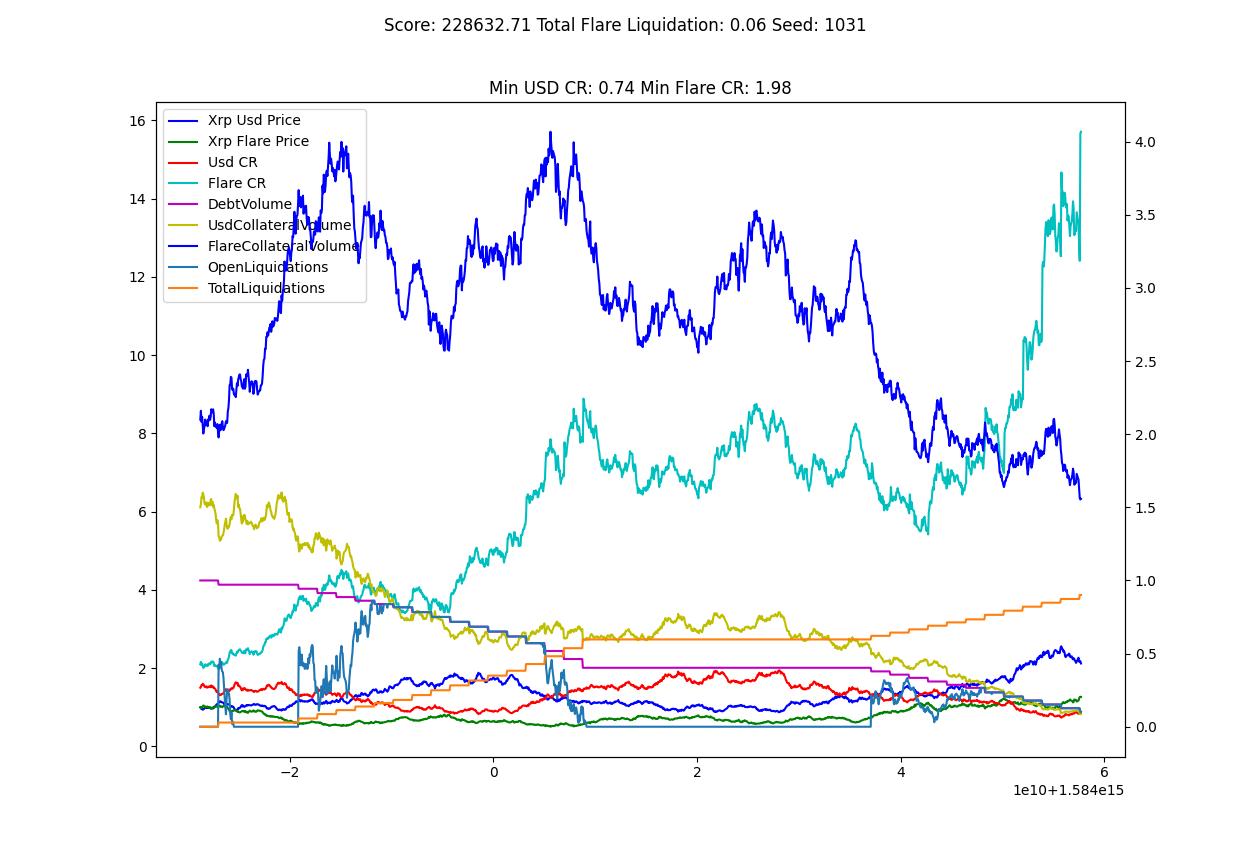 Score: 228632.71 Total Flare Liquidation: 0.06 Seed: 1031
Min USD CR: 0.74 Min Flare CR: 1.98
Xrp Usd Price
Xrp Flare Price
Usd CR
Flare CR
DebtVolume
UsdCollateralVolume
FlareCollateralVolume
OpenLiquidations
TotalLiquidations
16
14
12
10
8
6
4
2
0
4.0
3.5
3.0
2.5
2.0
1.5
1.0
0.5
0.0
−2
0
2
4
6
1e10+1.584e15